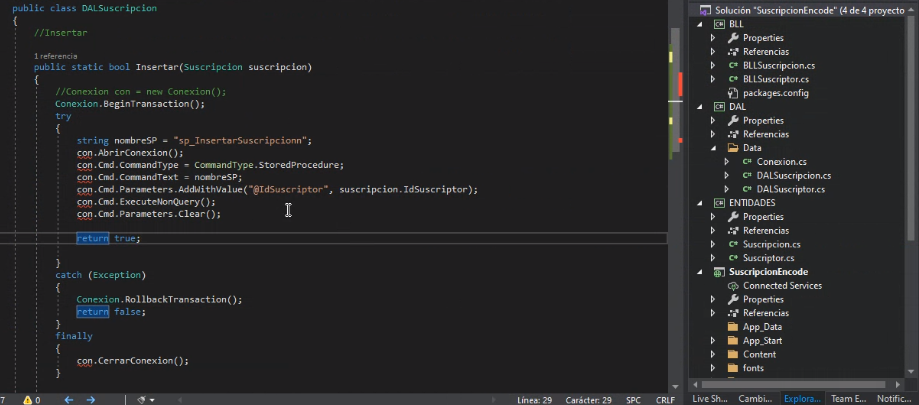 public class DALSuscripcion
{
//Insertar
1 referencia
public static bool Insertar(Suscripcion suscripcion)
{
//Conexion con = new Conexion();
Conexion.BeginTransaction();
try
{
string nombreSP = "sp_InsertarSuscripcionn";
con.AbrirConexion();
con.Cmd.CommandType = CommandType.StoredProcedure;
con.Cmd.CommandText = nombreSP;
con.Cmd.Parameters.AddWithValue("@IdSuscriptor", suscripcion.IdSuscriptor);
con.Cmd.ExecuteNonQuery();
con.Cmd.Parameters.Clear();
return true;
}
catch (Exception)
{
Conexion.RollbackTransaction();
return false;
}
finally
{
con.CerrarConexion();
}
7 0 Línea: 29 Carácter: 29 SPC CRLF
Solución "SuscripcionEncode" (4 de 4 proyecto
C# BLL
Properties
Referencias
C# BLLSuscripcion.cs
C# BLLSuscriptor.cs
packages.config
C# DAL
Properties
Referencias
Data
C# Conexion.cs
C# DALSuscripcion.cs
C# DALSuscriptor.cs
C# ENTIDADES
Properties
Referencias
C# Suscripcion.cs
C# Suscriptor.cs
SuscripcionEncode
Connected Services
Properties
Referencias
App_Data
App_Start
Content
fonts
Live Sh... Cambi... Explora... Team E... Notific...